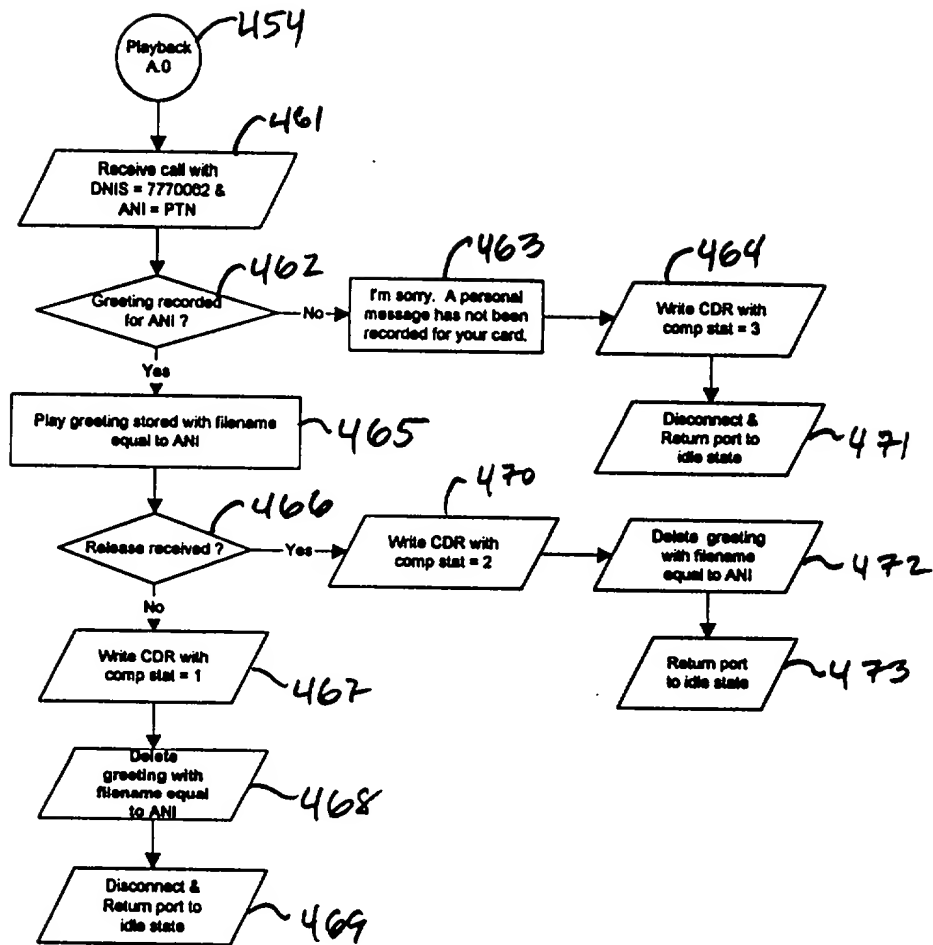 454
Playback
A.0
461
Receive call with
DNIS = 7770082 &
ANI = PTN
462
Greeting recorded
for ANI ?
No
463
I'm sorry. A personal
message has not been
recorded for your card.
464
Write CDR with
comp stat = 3
Yes
Play greeting stored with filename
equal to ANI
465
Disconnect &
Return port to
idle state
471
466
Release received ?
Yes
470
Write CDR with
comp stat = 2
Delete greeting
with filename
equal to ANI
472
No
Write CDR with
comp stat = 1
467
Return port
to idle state
473
Delete
greeting with
filename equal
to ANI
468
Disconnect &
Return port to
idle state
469